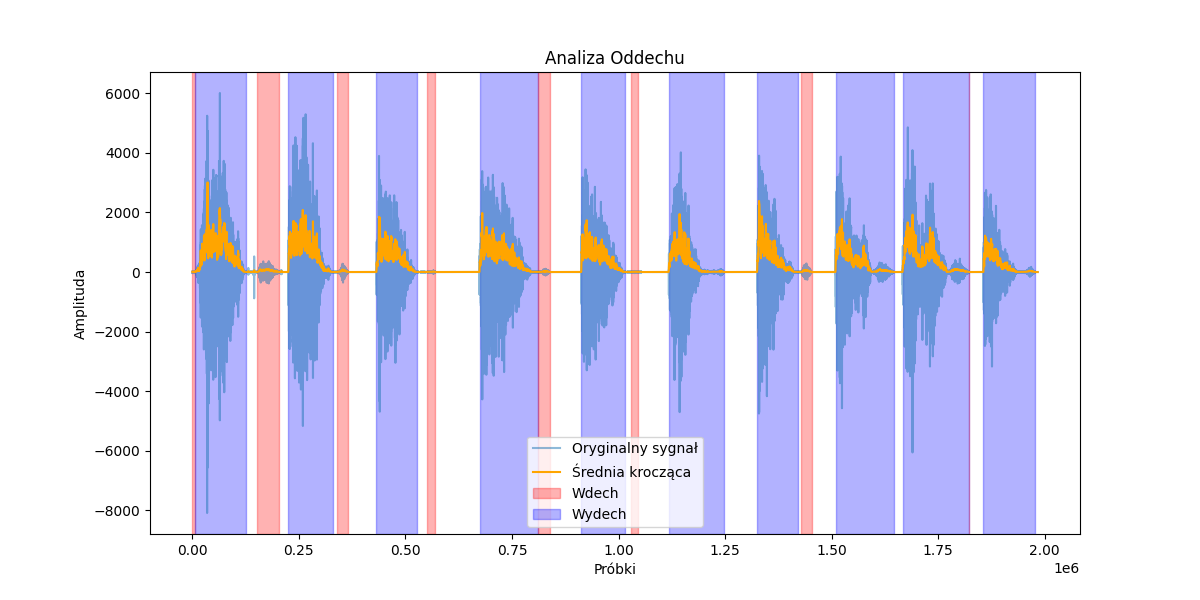 Analiza Oddechu
Amplituda
6000
4000
2000
0
−2000
−4000
−6000
−8000
Oryginalny sygnał
Średnia krocząca
Wdech
Wydech
0.00 0.25 0.50 0.75 1.00 1.25 1.50 1.75 2.00
1e6
Próbki